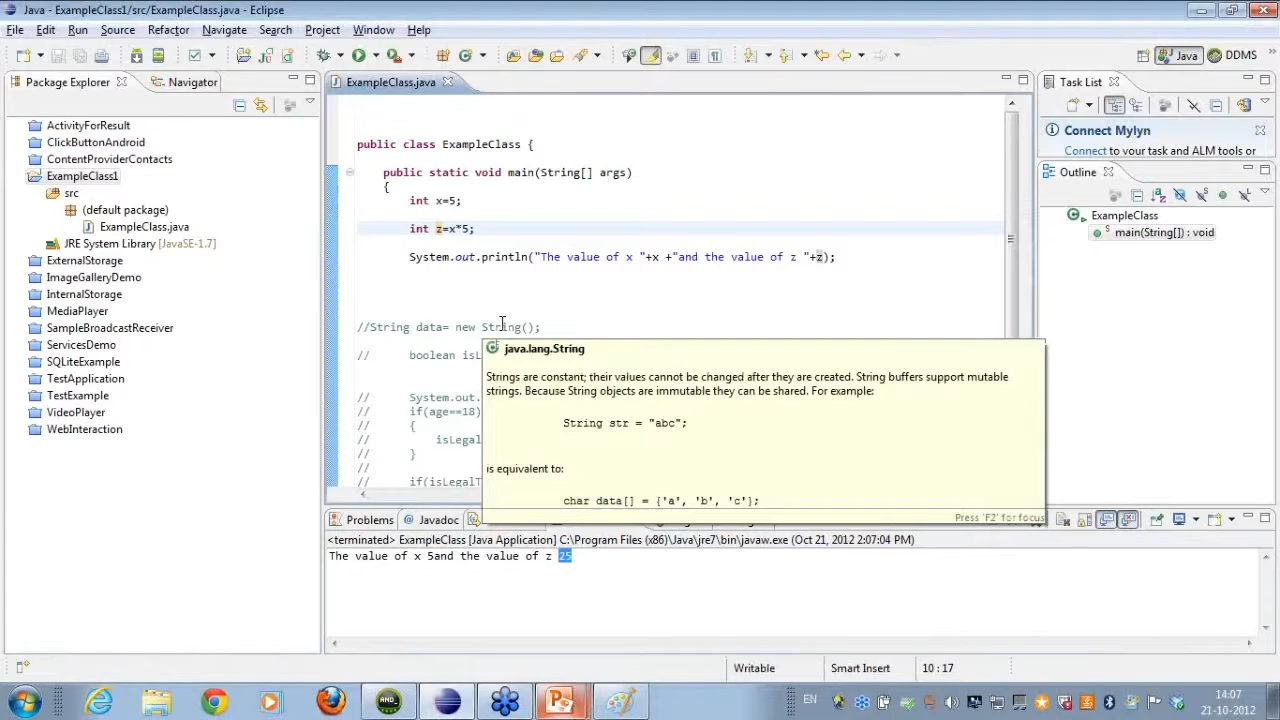 Java - ExampleClass1/src/ExampleClass.java - Eclipse
File Edit Run Source Refactor Navigate Search Project Window Help
Java DDMS
Package Explorer Navigator
ActivityForResult
ClickButtonAndroid
ContentProviderContacts
ExampleClass1
src
(default package)
ExampleClass.java
JRE System Library [JavaSE-1.7]
ExternalStorage
ImageGalleryDemo
InternalStorage
MediaPlayer
SampleBroadcastReceiver
ServicesDemo
SQLiteExample
TestApplication
TestExample
VideoPlayer
WebInteraction
ExampleClass.java
public class ExampleClass {
public static void main(String[] args)
{
int x=5;
int z=x*5;
System.out.println("The value of x "+x +"and the value of z "+z);
//String data= new String();
// boolean isL
// System.out.
// if(age==18)
// {
// isLegal
// }
//
// if(isLegalT
java.lang.String
Strings are constant; their values cannot be changed after they are created. String buffers support mutable
strings. Because String objects are immutable they can be shared. For example:
String str = "abc";
is equivalent to:
char data[] = {'a', 'b', 'c'};
Press 'F2' for focus
Task List
Connect Mylyn
Connect to your task and ALM tools or
Outline
ExampleClass
main(String[]) : void
Problems Javadoc
<terminated> ExampleClass [Java Application] C:\Program Files (x86)\Java\jre7\bin\javaw.exe (Oct 21, 2012 2:07:04 PM)
The value of x 5and the value of z 25
Writable Smart Insert 10 : 17
EN
14:07
21-10-2012